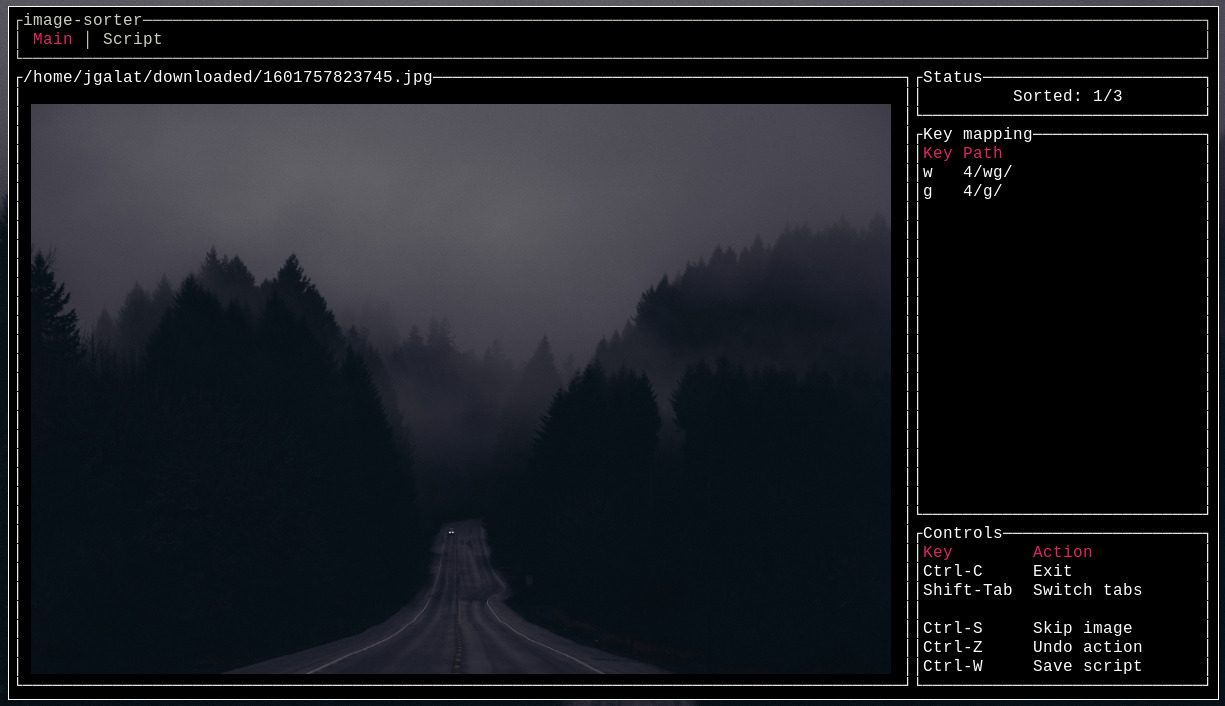 image-sorter
Main │ Script
/home/jgalat/downloaded/1601757823745.jpg
Status
Sorted: 1/3
Key mapping
Key Path
w 4/wg/
g 4/g/
Controls
Key Action
Ctrl-C Exit
Shift-Tab Switch tabs
Ctrl-S Skip image
Ctrl-Z Undo action
Ctrl-W Save script